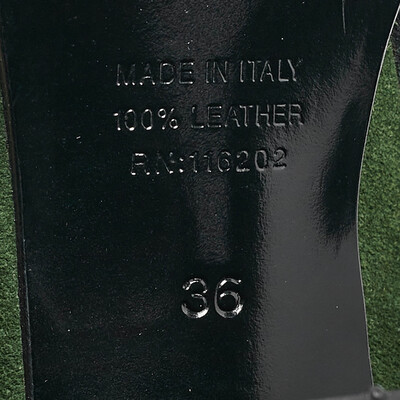 MADE IN ITALY
100% LEATHER
RN:116202
36